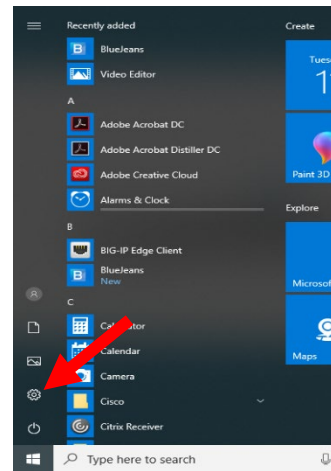 Recently added
BlueJeans
Video Editor
A
Adobe Acrobat DC
Adobe Acrobat Distiller DC
Adobe Creative Cloud
Alarms & Clock
B
BIG-IP Edge Client
BlueJeans
New
C
Calendar
Camera
Cisco
Citrix Receiver
Type here to search
Create
Paint 3D
Explore
Maps